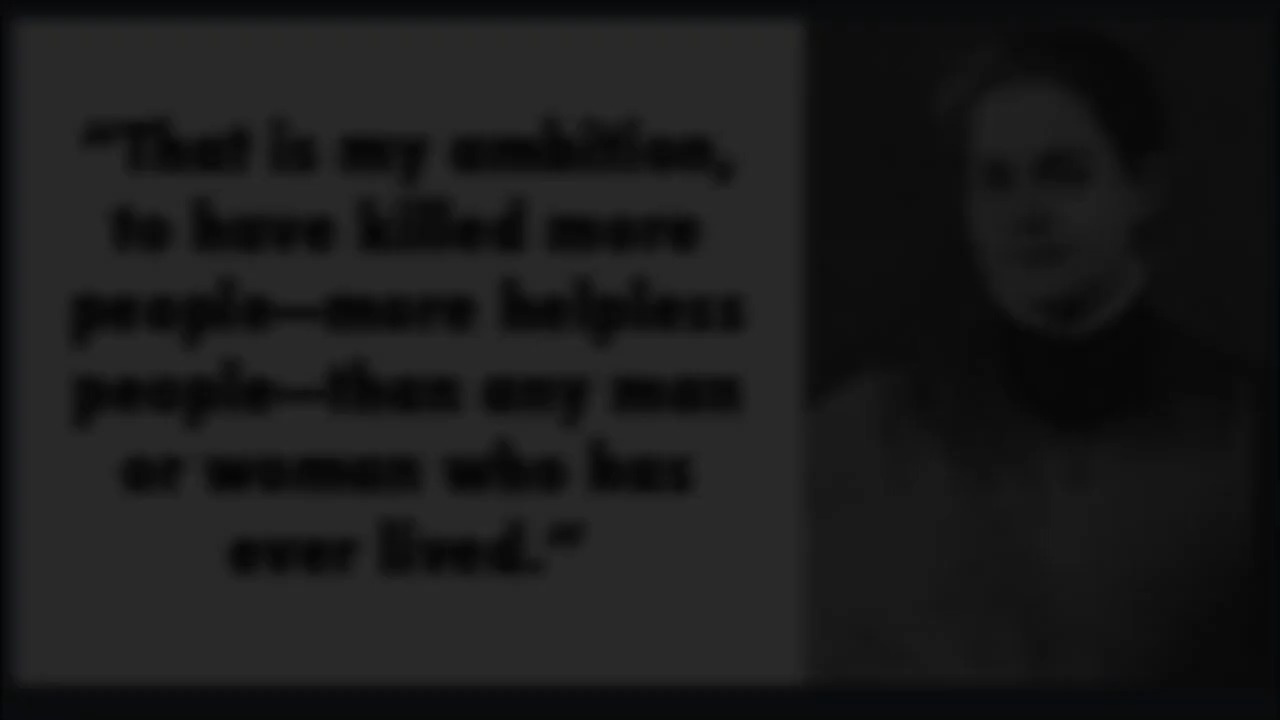 “That is my ambition,
to have killed more
people—more helpless
people—than any man
or woman who has
ever lived.”